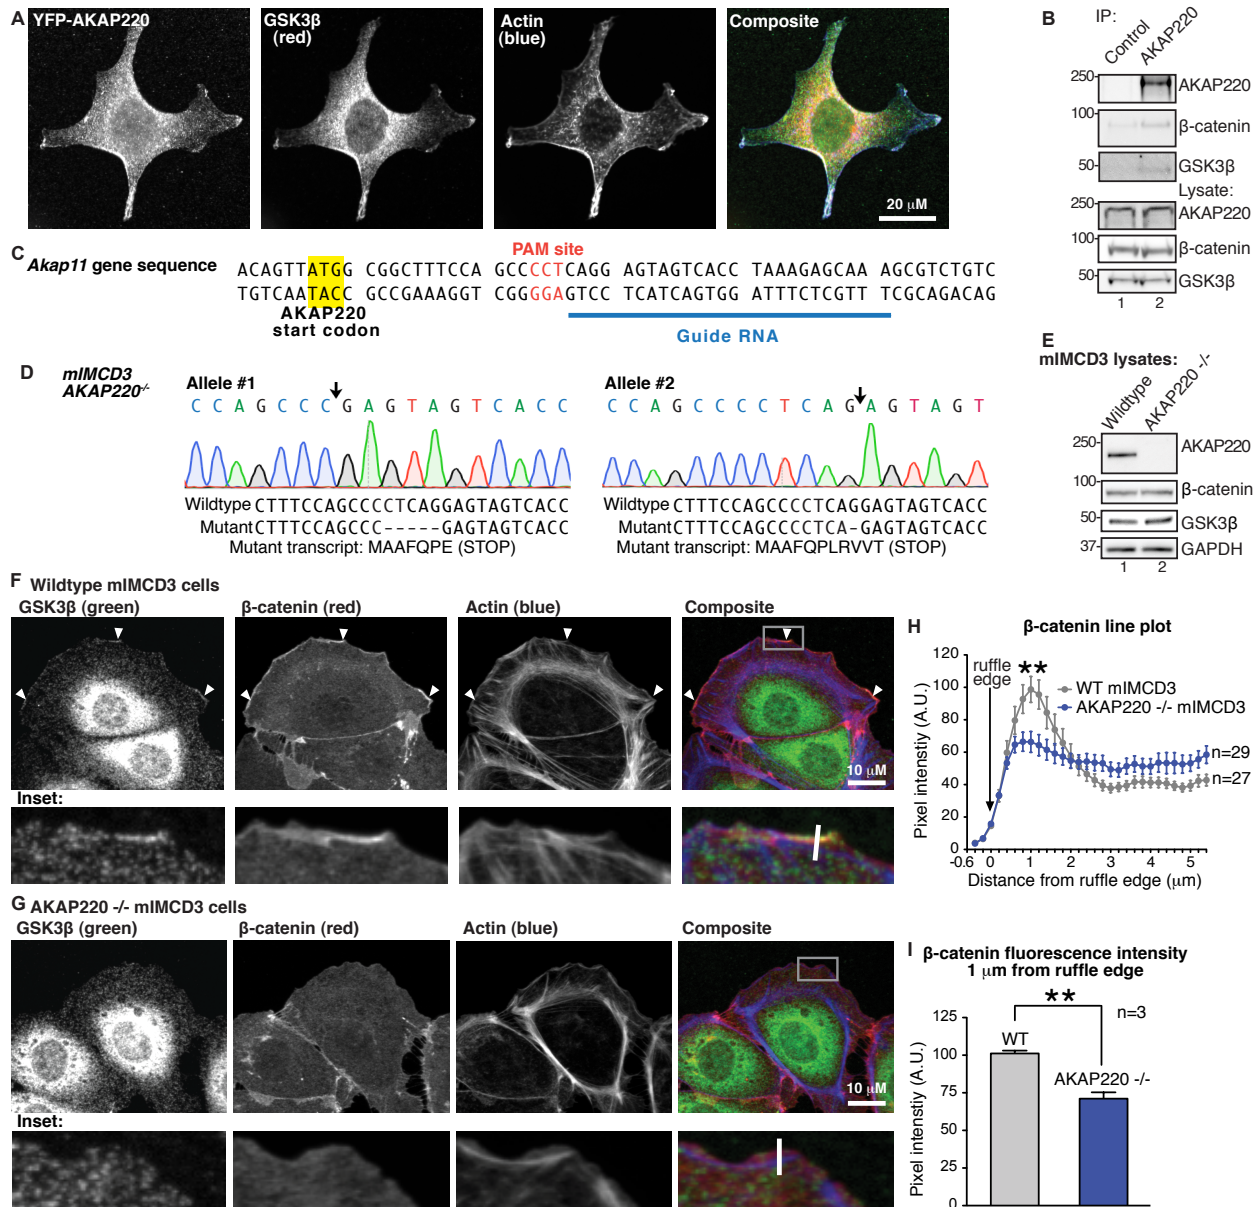 A
YFP-AKAP220
GSK3β
(red)
Actin
(blue)
Composite
20 µM
B
IP:
Control
AKAP220
250
AKAP220
100
β-catenin
50
GSK3β
Lysate:
250
AKAP220
100
β-catenin
50
GSK3β
1 2
C
Akap11 gene sequence
PAM site
ACAGTTATGG CGGCTTTCCA GCCCCTCAGG AGTAGTCACC TAAAGAGCAA AGCGTCTGTC
TGTCAATACC GCCGAAAGGT CGGGGAGTCC TCATCAGTGG ATTTCTCGTT TCGCAGACAG
AKAP220
start codon
Guide RNA
D
mIMCD3
AKAP220-/-
Allele #1
C C A G C C C G A G T A G T C A C C
Wildtype CTTTCCAGCCCCTCAGGAGTAGTCACC
Mutant CTTTCCAGCCC-----GAGTAGTCACC
Mutant transcript: MAAFQPE (STOP)
Allele #2
C C A G C C C C T C A G A G T A G T
Wildtype CTTTCCAGCCCCTCAGGAGTAGTCACC
Mutant CTTTCCAGCCCCTCA-GAGTAGTCACC
Mutant transcript: MAAFQPLRVVT (STOP)
E
mIMCD3 lysates:
Wildtype
AKAP220 -/-
250
AKAP220
100
β-catenin
50
GSK3β
37
GAPDH
1 2
F Wildtype mIMCD3 cells
GSK3β (green)
β-catenin (red)
Actin (blue)
Composite
10 µM
Inset:
G AKAP220 -/- mIMCD3 cells
GSK3β (green)
β-catenin (red)
Actin (blue)
Composite
10 µM
Inset:
H
β-catenin line plot
ruffle
edge
**
WT mIMCD3
AKAP220 -/- mIMCD3
n=29
n=27
Pixel intenstiy (A.U.)
120
100
80
60
40
20
0
-0.6 0 1 2 3 4 5
Distance from ruffle edge (µm)
I β-catenin fluorescence intensity
1 µm from ruffle edge
**
n=3
WT
AKAP220 -/-
Pixel intenstiy (A.U.)
125
100
75
50
25
0